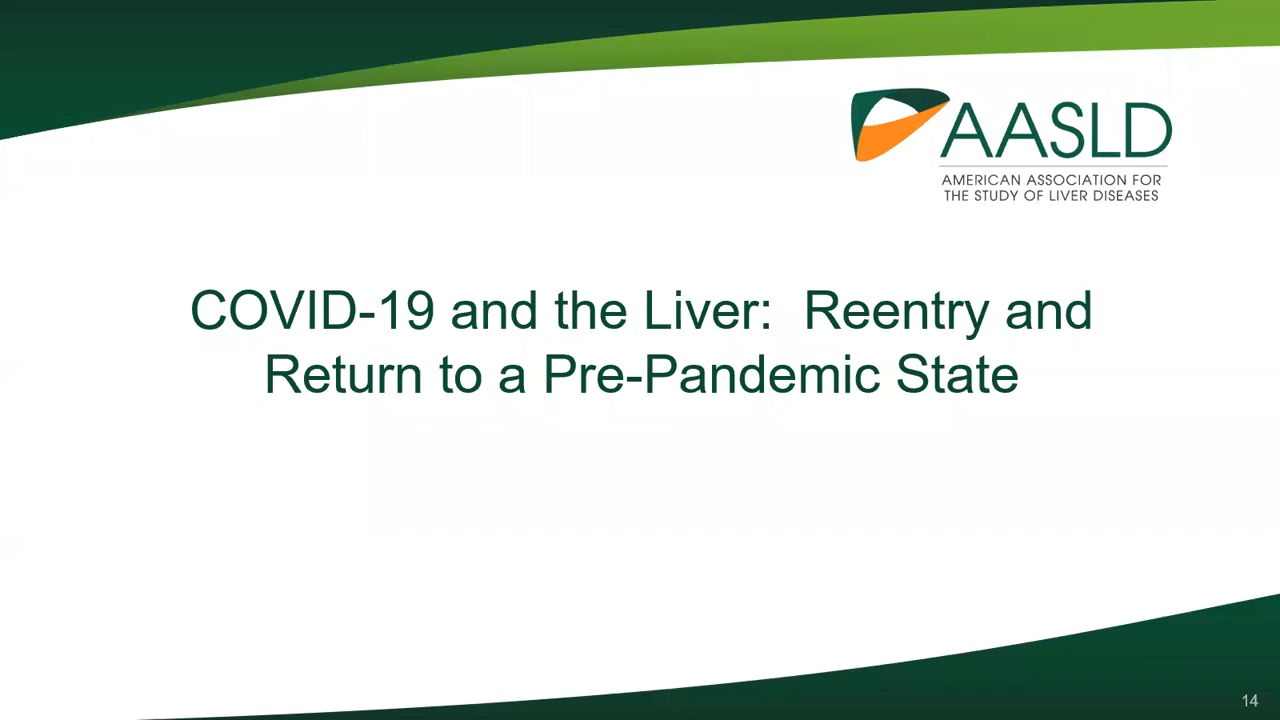 AASLD
AMERICAN ASSOCIATION FOR
THE STUDY OF LIVER DISEASES
COVID-19 and the Liver:  Reentry and
Return to a Pre-Pandemic State
14